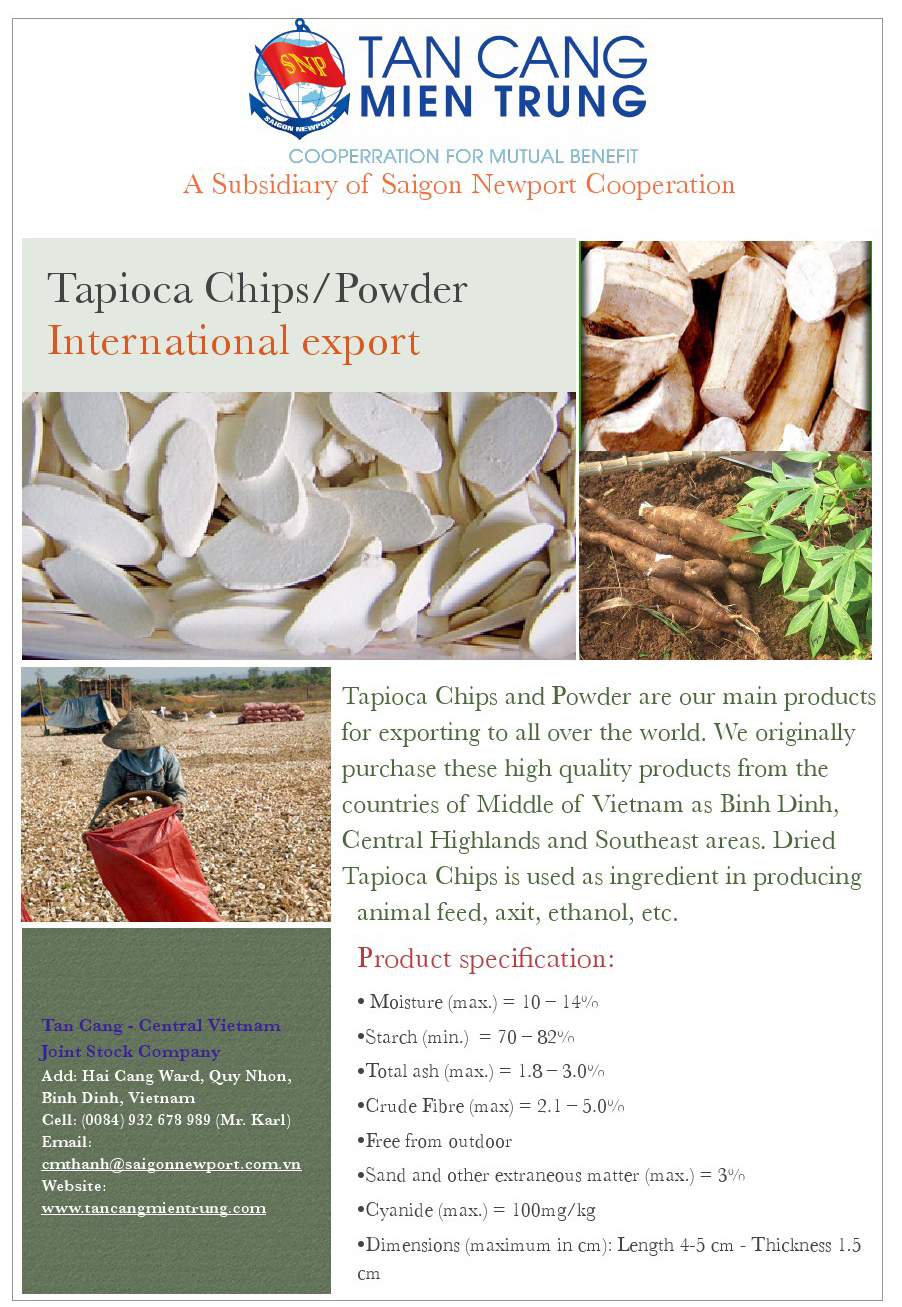 SNP
SAIGON NEWPORT
TAN CANG
MIEN TRUNG
COOPERRATION FOR MUTUAL BENEFIT
A Subsidiary of Saigon Newport Cooperation
Tapioca Chips/Powder
International export
Tapioca Chips and Powder are our main products
for exporting to all over the world. We originally
purchase these high quality products from the
countries of Middle of Vietnam as Binh Dinh,
Central Highlands and Southeast areas. Dried
Tapioca Chips is used as ingredient in producing
animal feed, axit, ethanol, etc.
Product specification:
• Moisture (max.) = 10 – 14%
•Starch (min.) = 70 – 82%
•Total ash (max.) = 1.8 – 3.0%
•Crude Fibre (max) = 2.1 – 5.0%
•Free from outdoor
•Sand and other extraneous matter (max.) = 3%
•Cyanide (max.) = 100mg/kg
•Dimensions (maximum in cm): Length 4-5 cm - Thickness 1.5
cm
Tan Cang - Central Vietnam
Joint Stock Company
Add: Hai Cang Ward, Quy Nhon,
Binh Dinh, Vietnam
Cell: (0084) 932 678 989 (Mr. Karl)
Email:
cmthanh@saigonnewport.com.vn
Website:
www.tancangmientrung.com